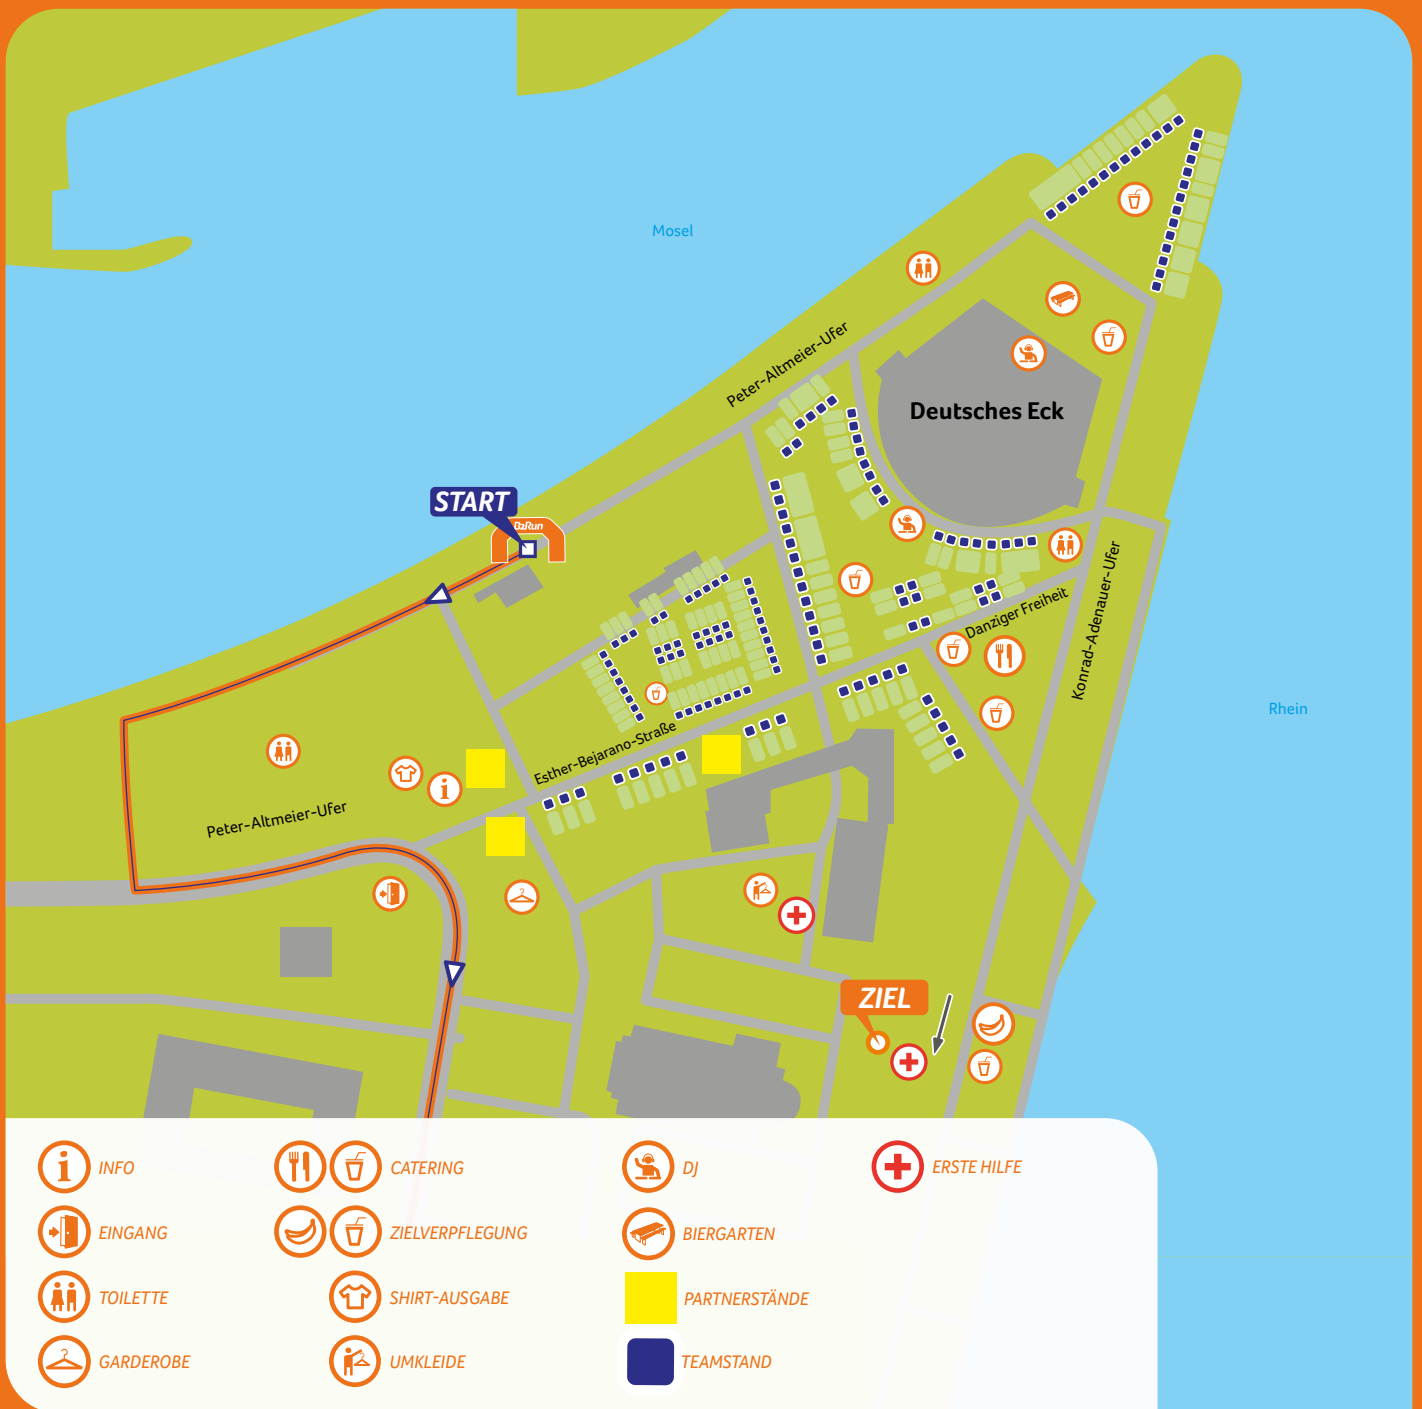 Mosel
Peter-Altmeier-Ufer
Deutsches Eck
START
B2Run
Konrad-Adenauer-Ufer
Danziger Freiheit
Rhein
Esther-Bejarano-Straße
Peter-Altmeier-Ufer
ZIEL
INFO
CATERING
DJ
ERSTE HILFE
EINGANG
ZIELVERPFLEGUNG
BIERGARTEN
TOILETTE
SHIRT-AUSGABE
PARTNERSTÄNDE
GARDEROBE
UMKLEIDE
TEAMSTAND